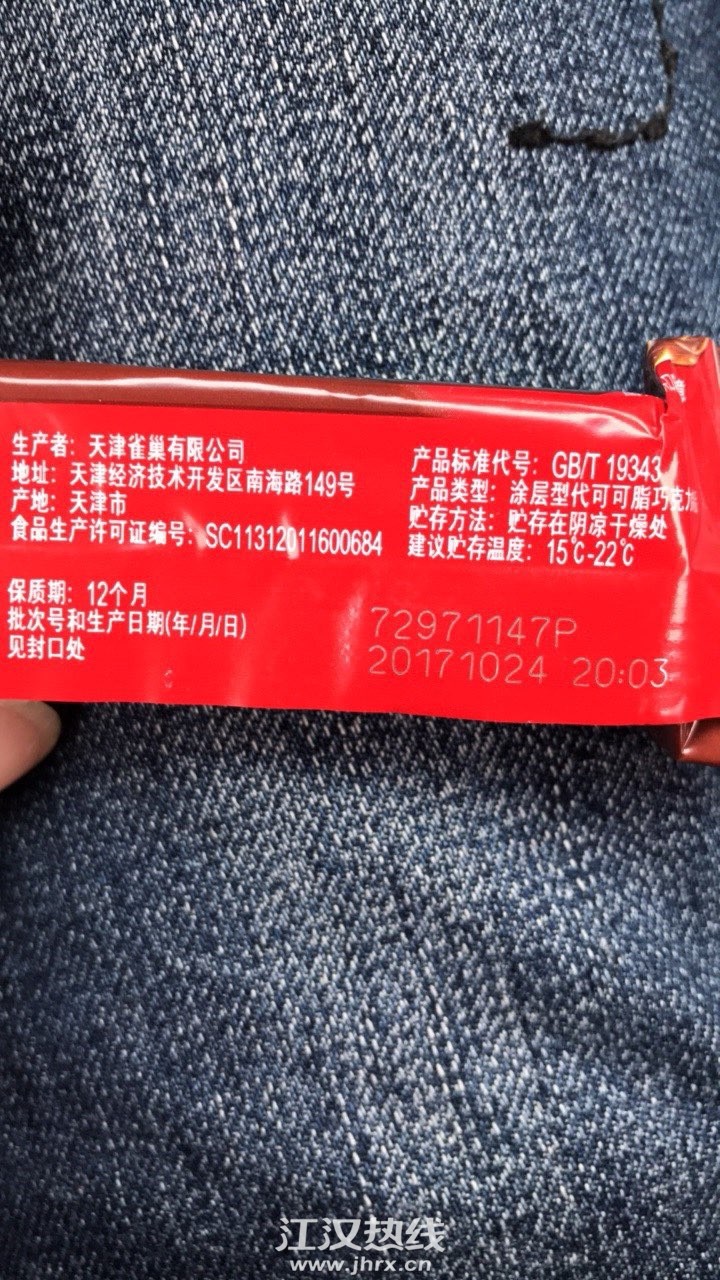 生产者：天津雀巢有限公司
地址：天津经济技术开发区南海路149号
产地：天津市
食品生产许可证编号：SC11312011600684
产品标准代号：GB/T 19343
产品类型：涂层型代可可脂巧克
贮存方法：贮存在阴凉干燥处
建议贮存温度：15℃-22℃
保质期：12个月
批次号和生产日期(年/月/日)
见封口处
72971147P
20171024 20:03
江汉热线
www.jhrx.cn